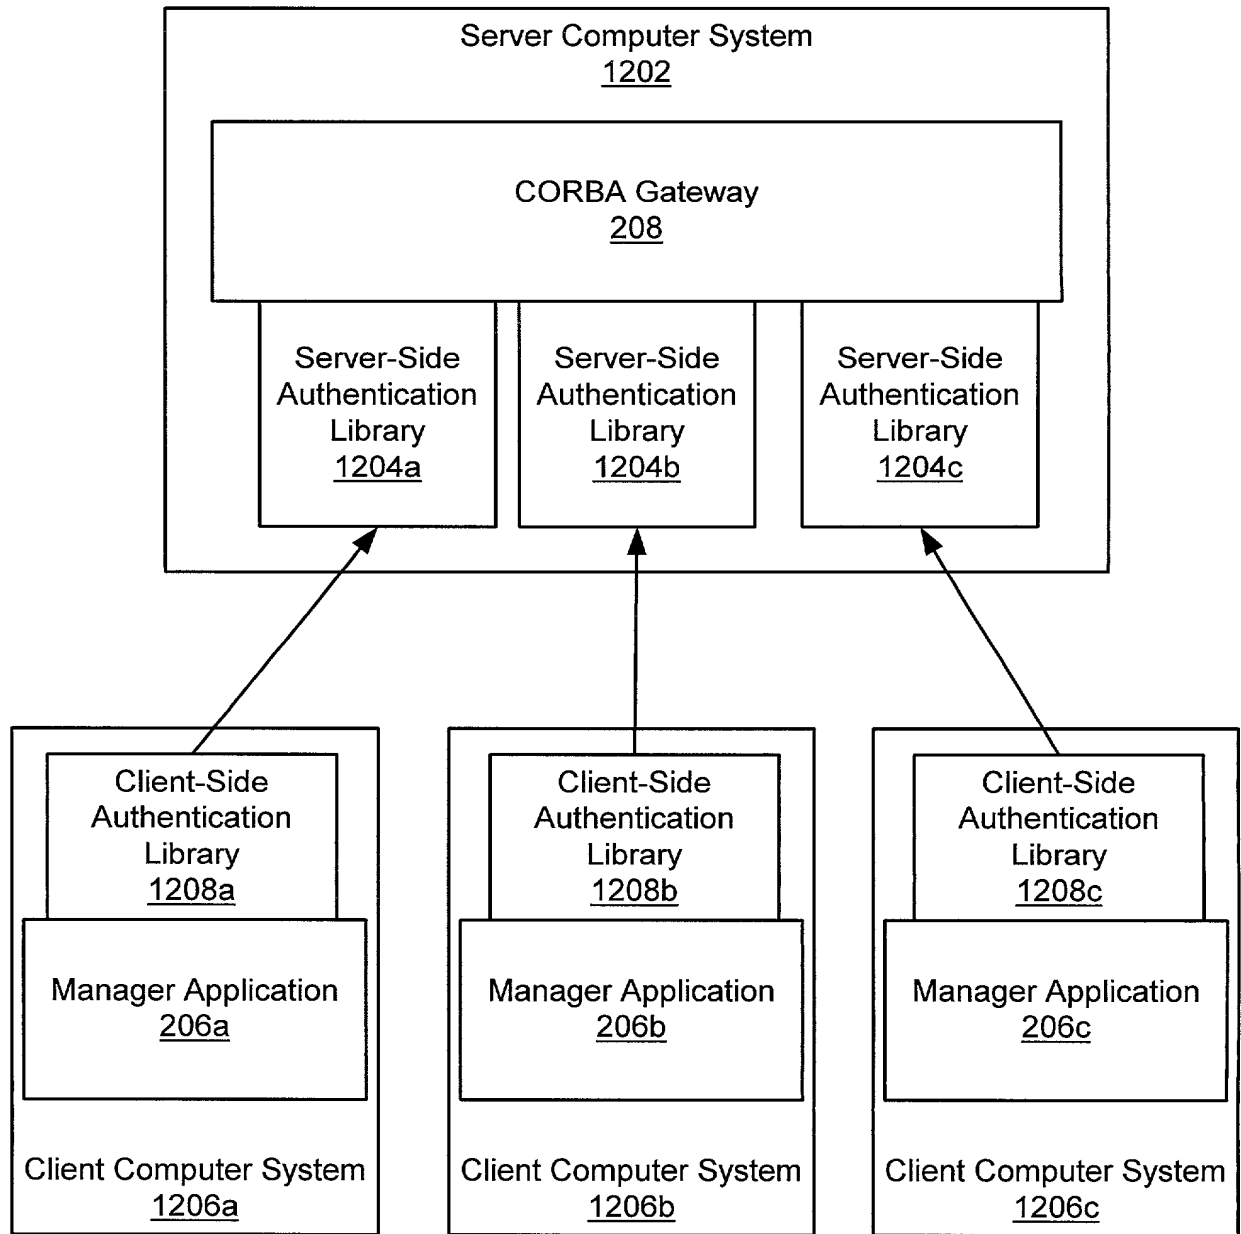 Server Computer System
1202
CORBA Gateway
208
Server-Side
Authentication
Library
1204a
Server-Side
Authentication
Library
1204b
Server-Side
Authentication
Library
1204c
Client-Side
Authentication
Library
1208a
Manager Application
206a
Client Computer System
1206a
Client-Side
Authentication
Library
1208b
Manager Application
206b
Client Computer System
1206b
Client-Side
Authentication
Library
1208c
Manager Application
206c
Client Computer System
1206c